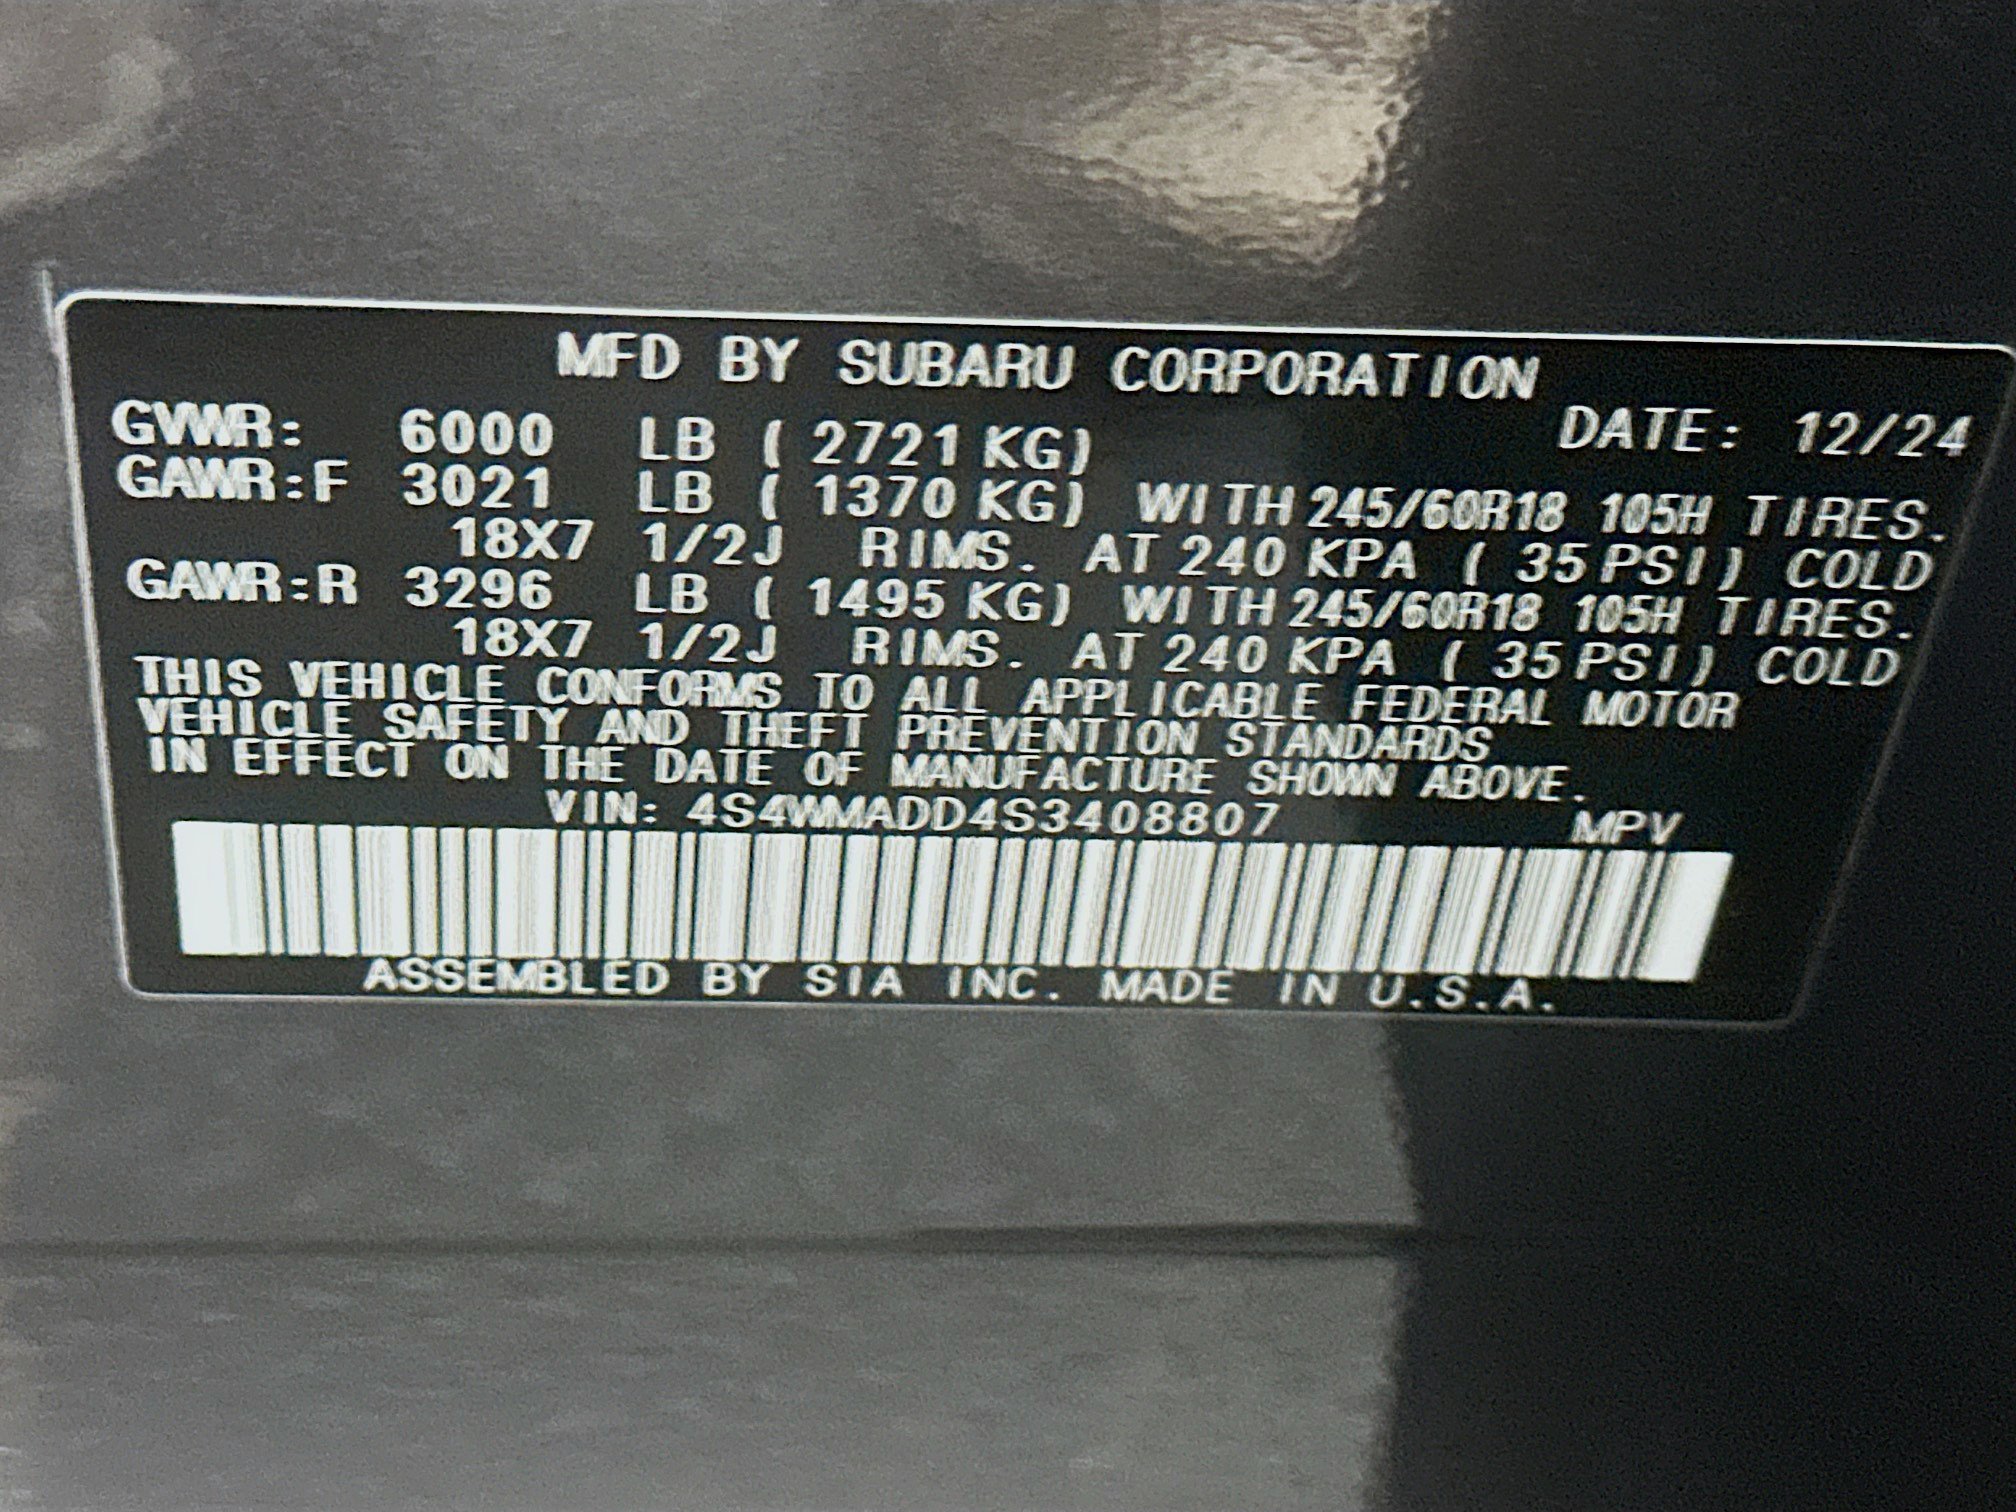 MFD BY SUBARU CORPORATION
DATE: 12/24
GVWR: 6000 LB ( 2721 KG)
GAWR:F 3021 LB ( 1370 KG) WITH 245/60R18 105H TIRES.
18X7 1/2J RIMS. AT 240 KPA ( 35 PSI) COLD
GAWR:R 3296 LB ( 1495 KG) WITH 245/60R18 105H TIRES.
18X7 1/2J RIMS. AT 240 KPA ( 35 PSI) COLD
THIS VEHICLE CONFORMS TO ALL APPLICABLE FEDERAL MOTOR
VEHICLE SAFETY AND THEFT PREVENTION STANDARDS
IN EFFECT ON THE DATE OF MANUFACTURE SHOWN ABOVE.
VIN: 4S4WMADD4S3408807 MPV
ASSEMBLED BY SIA INC. MADE IN U.S.A.